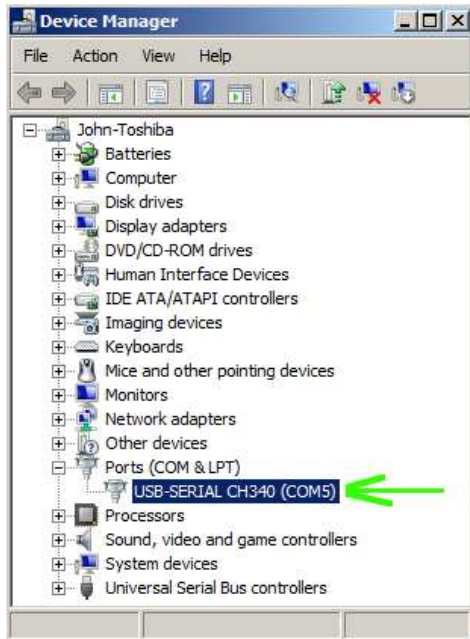 Device Manager
File Action View Help
John-Toshiba
Batteries
Computer
Disk drives
Display adapters
DVD/CD-ROM drives
Human Interface Devices
IDE ATA/ATAPI controllers
Imaging devices
Keyboards
Mice and other pointing devices
Monitors
Network adapters
Other devices
Ports (COM & LPT)
USB-SERIAL CH340 (COM5)
Processors
Sound, video and game controllers
System devices
Universal Serial Bus controllers